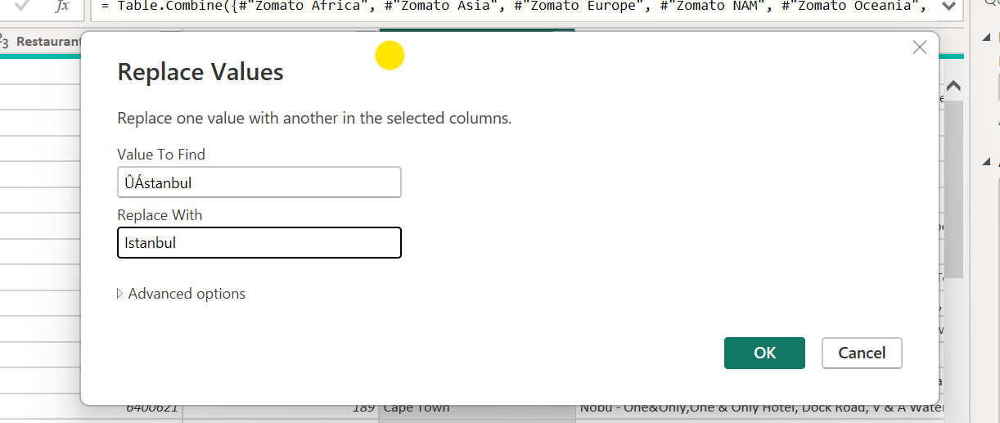 fx = Table.Combine({#"Zomato Africa", #"Zomato Asia", #"Zomato Europe", #"Zomato NAM", #"Zomato Oceania",
Restaurant
Replace Values
Replace one value with another in the selected columns.
Value To Find
ÛÁstanbul
Replace With
Istanbul
Advanced options
OK
Cancel
6400621 189 Cape Town Nobu - One&Only,One & Only Hotel, Dock Road, V & A Water